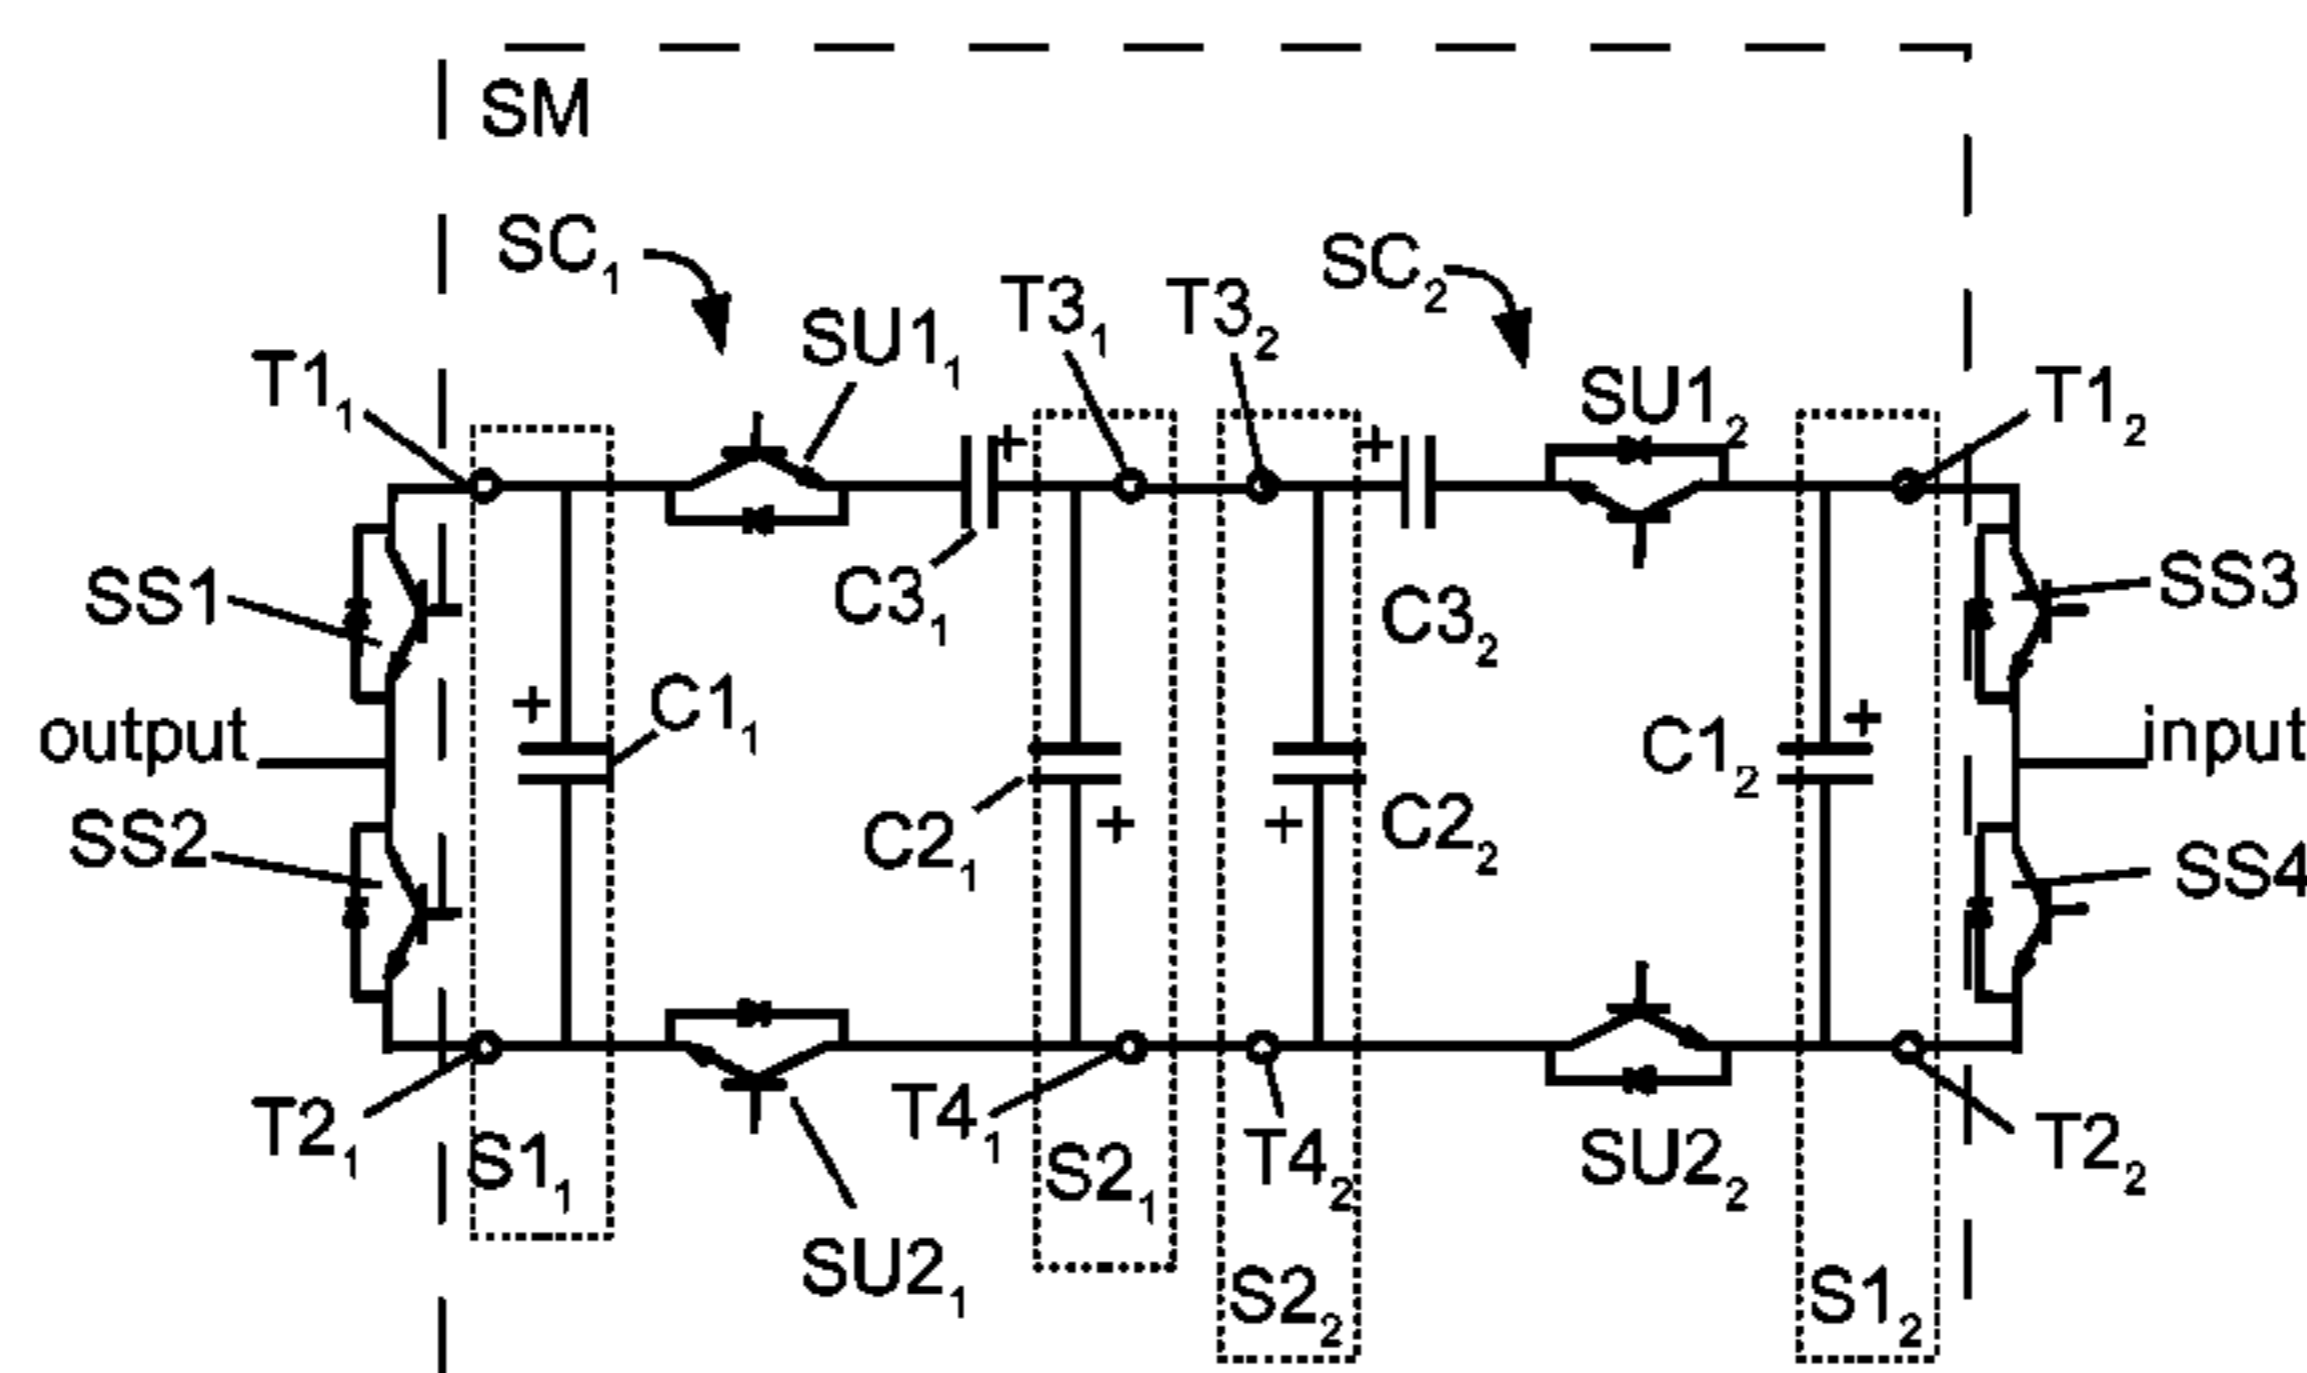 SM
SC₁
SC₂
T3₁
T3₂
SU1₁
T1₁
SU1₂
T1₂
+
+
SS1
C3₁
C3₂
SS3
output
+
C1₁
C1₂
+
input
SS2
C2₁
+
+
C2₂
SS4
T2₁
S1₁
T4₁
S2₁
T4₂
SU2₂
T2₂
SU2₁
S2₂
S1₂